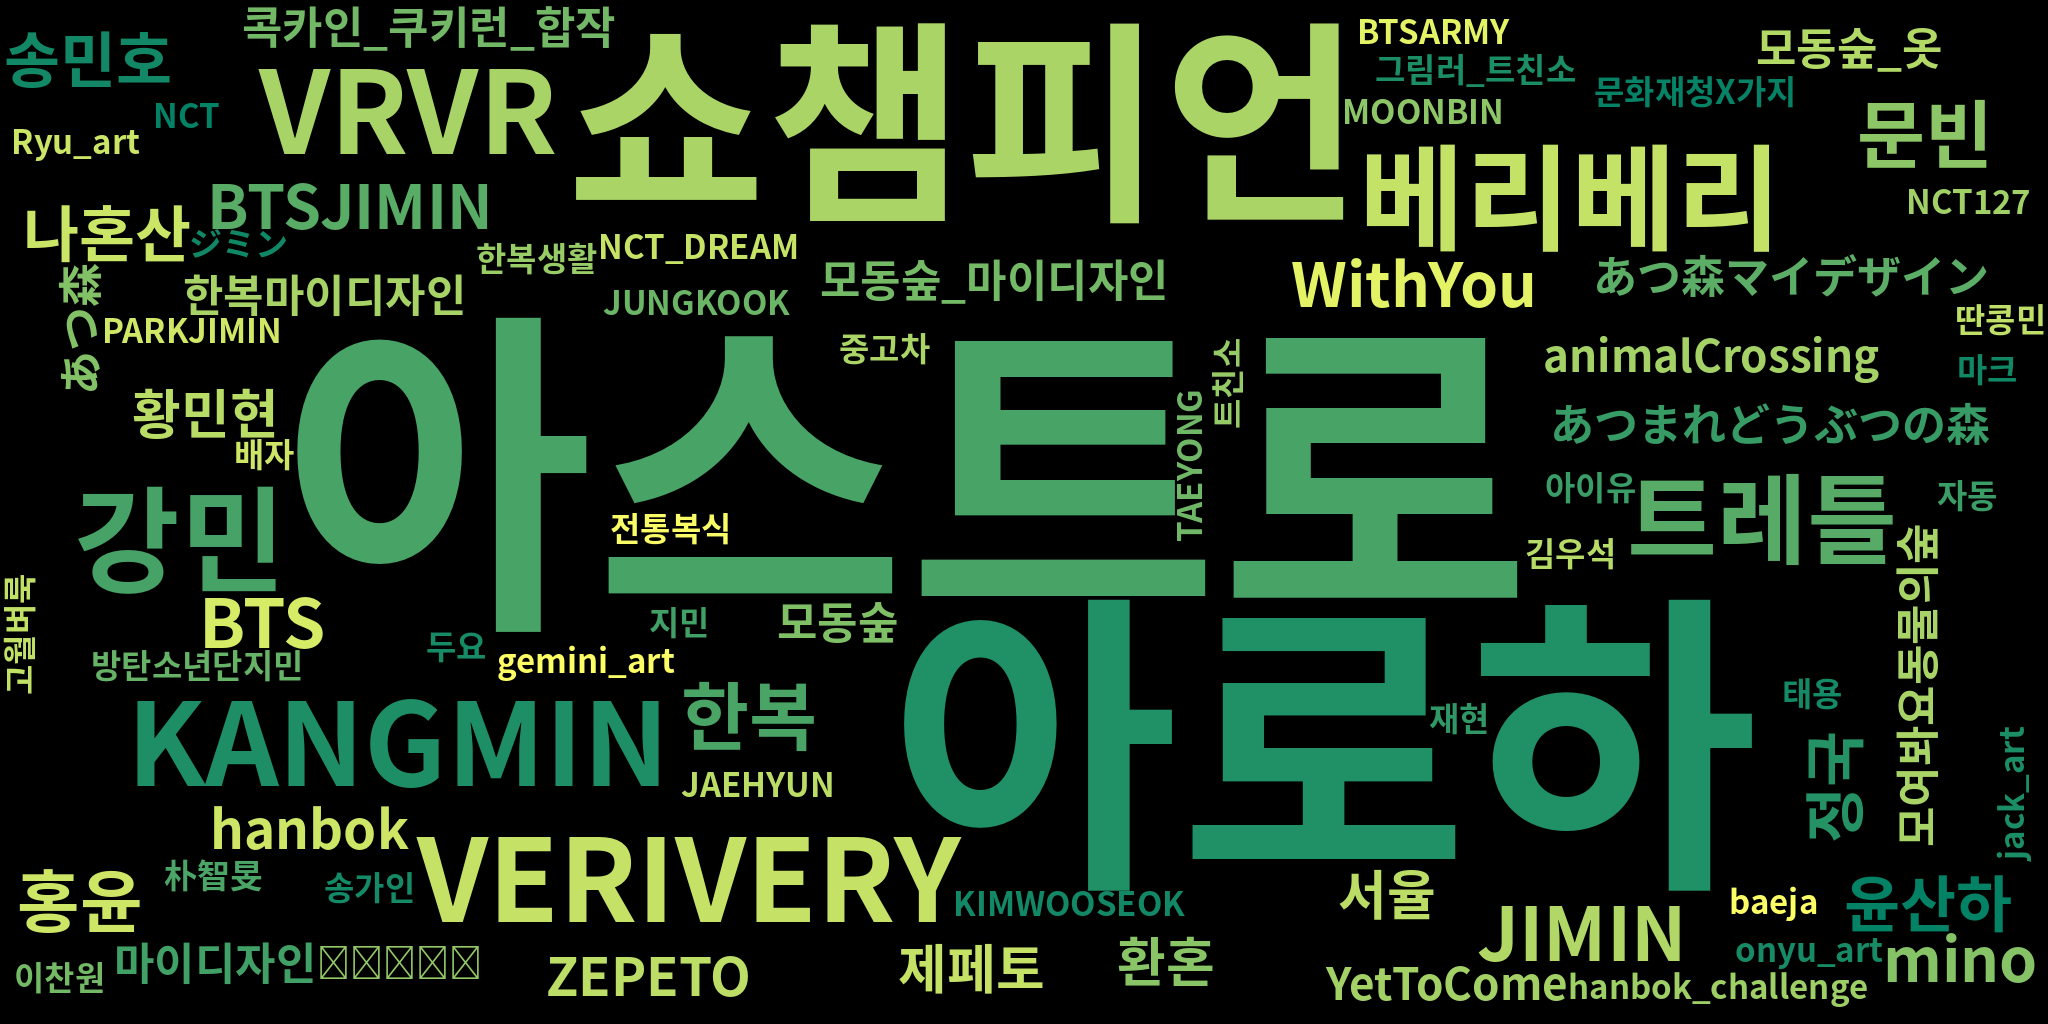 콕카인_쿠키런_합작
송민호
VRVR
쇼챔피언
BTSARMY
그림러_트친소
모동숲_옷
문화재청X가지
NCT
MOONBIN
Ryu_art
문빈
베리베리
BTSJIMIN
NCT127
나혼산
ジミン
한복생활
NCT_DREAM
모동숲_마이디자인
WithYou
あつ森マイデザイン
あつ森
한복마이디자인
JUNGKOOK
PARKJIMIN
중고차
트친소
딴콩민
animalCrossing
마크
아스트로
황민현
배자
TAEYONG
あつまれどうぶつの森
강민
전통복식
아이유
트레틀
자동
김우석
모여봐요동물의숲
고월버룩
BTS
두요
지민
모동숲
아로하
방탄소년단지민
gemini_art
KANGMIN
한복
재현
태용
정국
JAEHYUN
jack_art
hanbok
VERIVERY
홍윤
송가인
KIMWOOSEOK
서율
JIMIN
baeja
윤산하
이찬원
마이디자인
ZEPETO
제페토
환혼
YetToCome
hanbok_challenge
onyu_art
mino